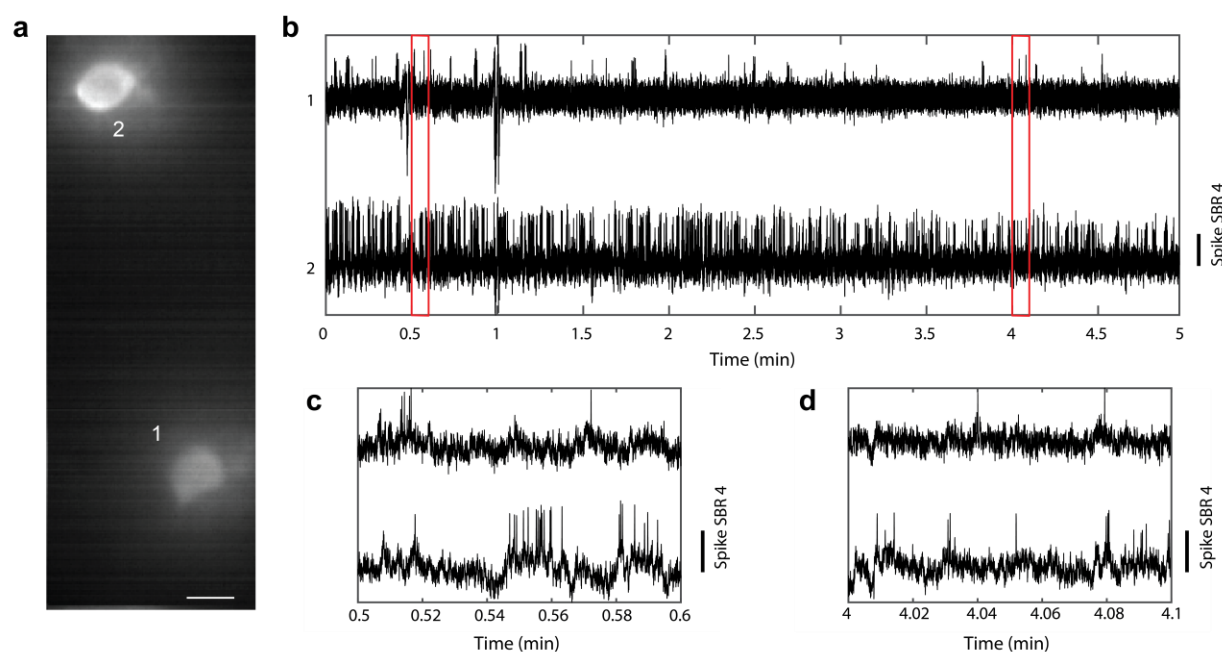 a
2
1
b
1
2
Spike SBR 4
0 0.5 1 1.5 2 2.5 3 3.5 4 4.5 5
Time (min)
c
Spike SBR 4
0.5 0.52 0.54 0.56 0.58 0.6
Time (min)
d
Spike SBR 4
4 4.02 4.04 4.06 4.08 4.1
Time (min)